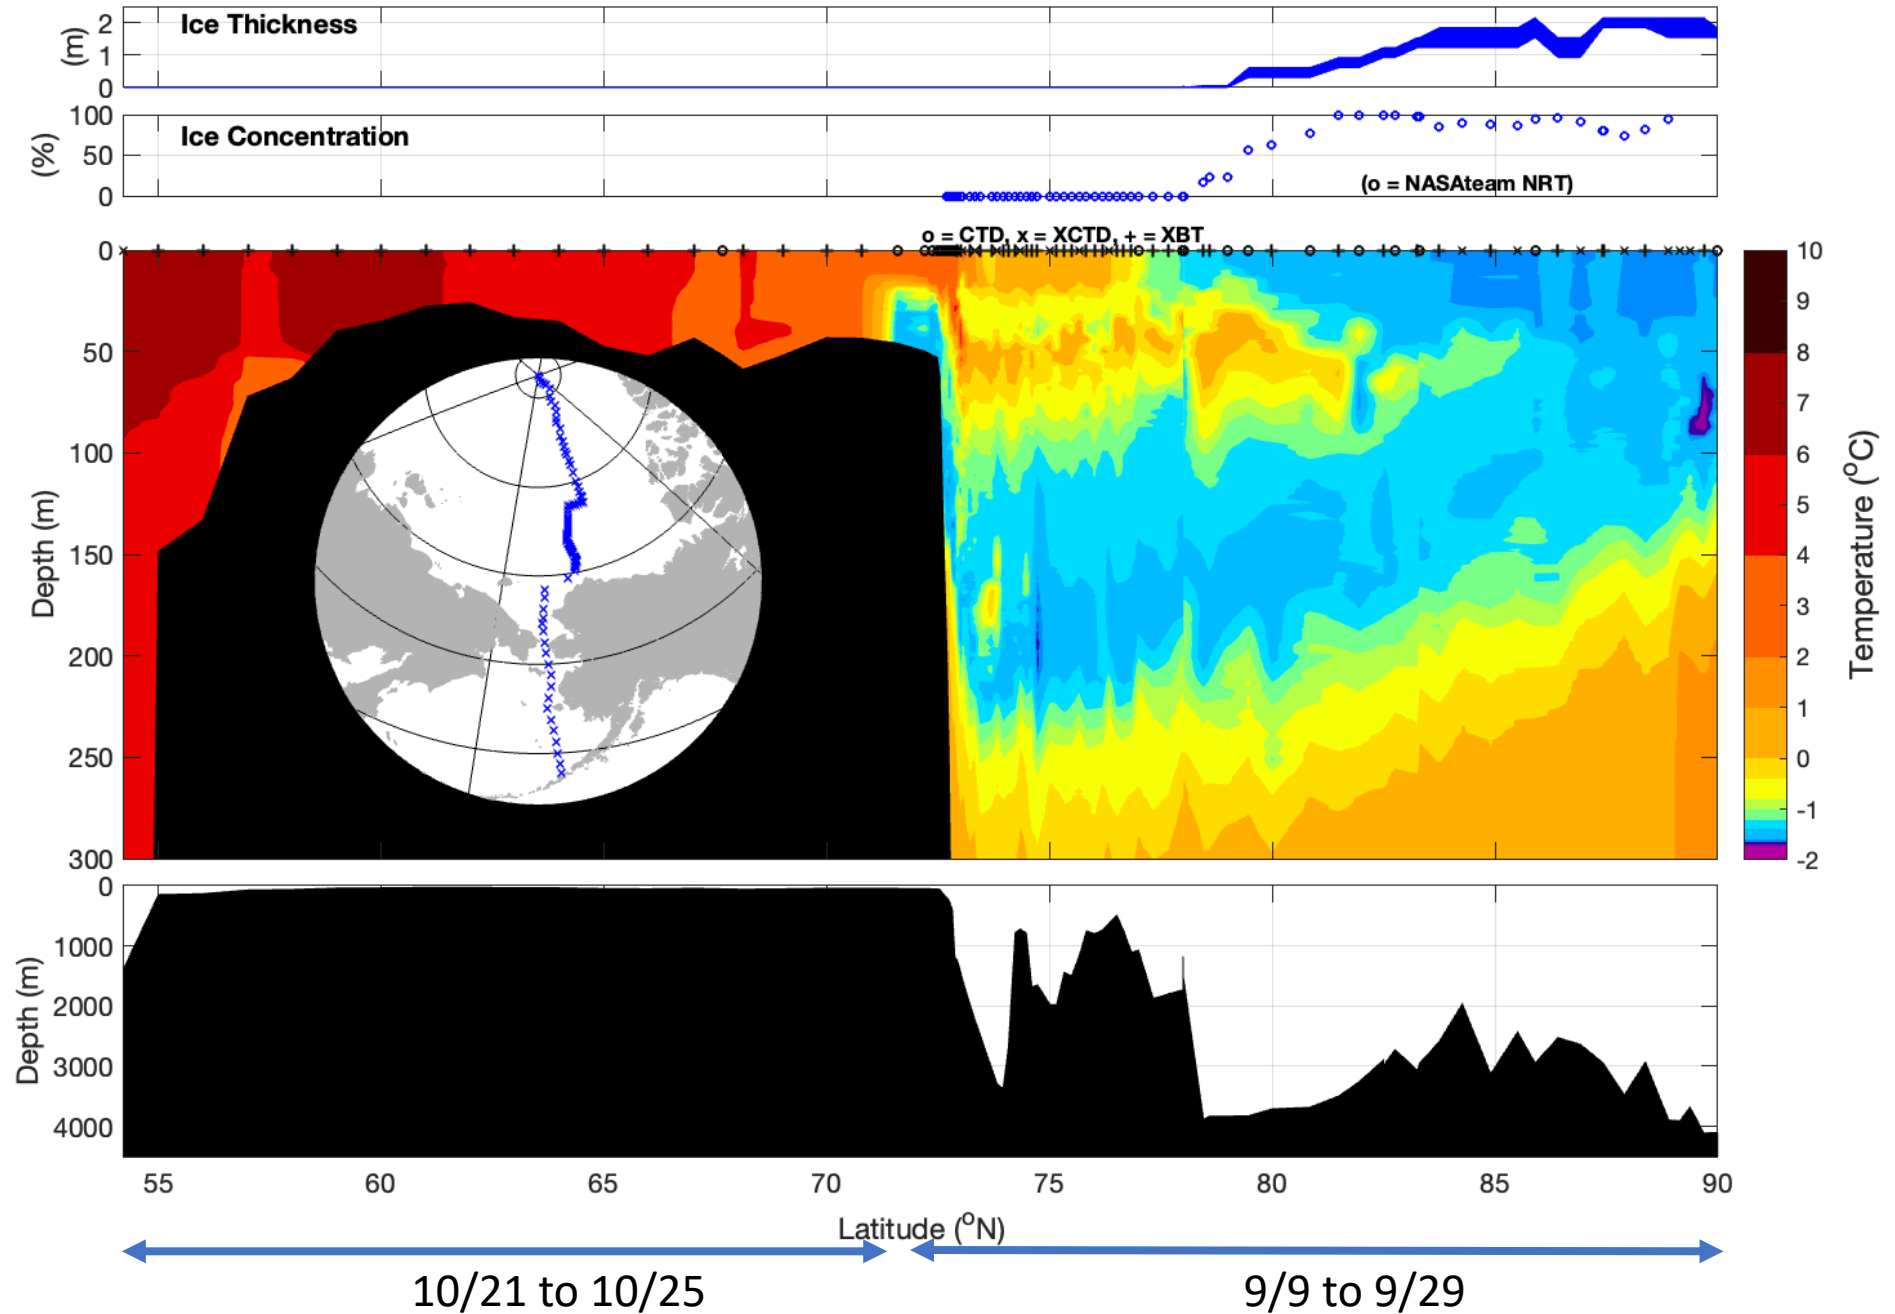 Ice Thickness
(m)
2
1
0
Ice Concentration
(%)
100
50
0
(o = NASAteam NRT)
o = CTD, x = XCTD, + = XBT
Depth (m)
0
50
100
150
200
250
300
10
9
8
7
6
5
4
3
2
1
0
-1
-2
Temperature (°C)
Depth (m)
0
1000
2000
3000
4000
55 60 65 70 75 80 85 90
Latitude (°N)
10/21 to 10/25 9/9 to 9/29